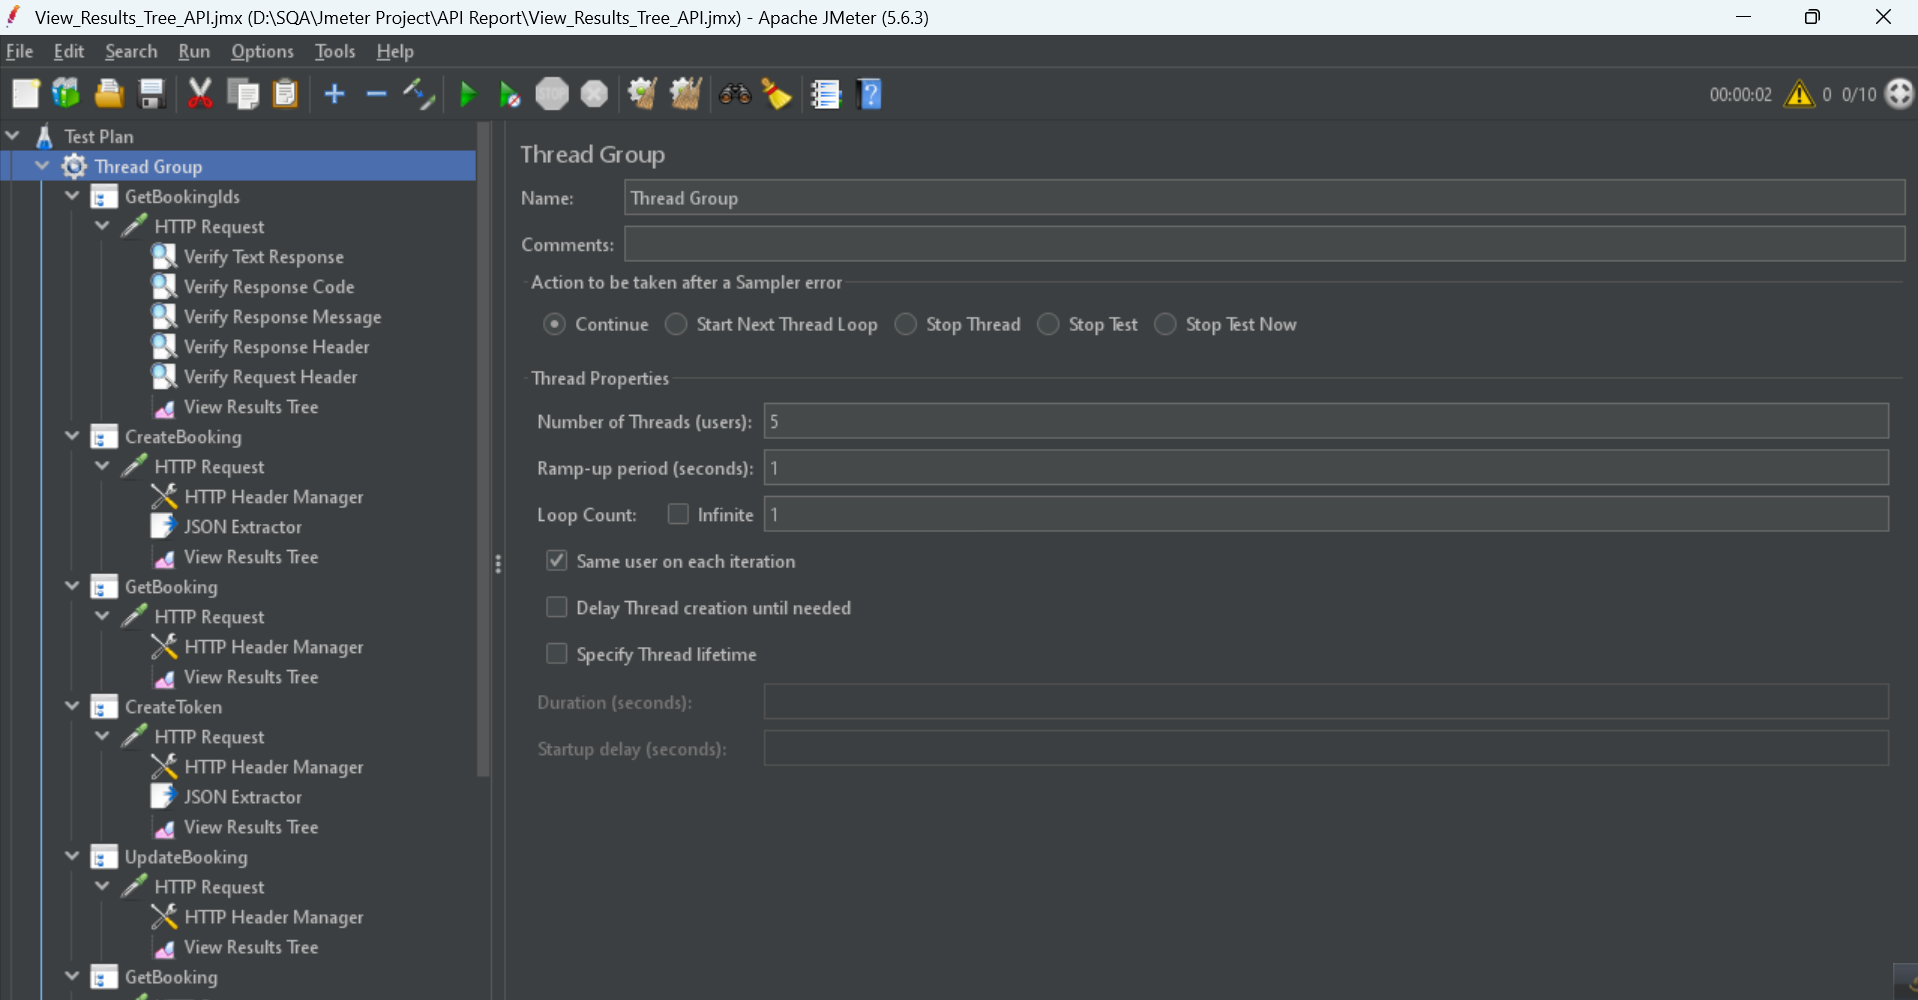 View_Results_Tree_API.jmx (D:\SQA\Jmeter Project\API Report\View_Results_Tree_API.jmx) - Apache JMeter (5.6.3)
File Edit Search Run Options Tools Help
STOP
00:00:02 0 0/10
Test Plan
Thread Group
GetBookingIds
HTTP Request
Verify Text Response
Verify Response Code
Verify Response Message
Verify Response Header
Verify Request Header
View Results Tree
CreateBooking
HTTP Request
HTTP Header Manager
JSON Extractor
View Results Tree
GetBooking
HTTP Request
HTTP Header Manager
View Results Tree
CreateToken
HTTP Request
HTTP Header Manager
JSON Extractor
View Results Tree
UpdateBooking
HTTP Request
HTTP Header Manager
View Results Tree
GetBooking
Thread Group
Name: Thread Group
Comments:
Action to be taken after a Sampler error
Continue Start Next Thread Loop Stop Thread Stop Test Stop Test Now
Thread Properties
Number of Threads (users): 5
Ramp-up period (seconds): 1
Loop Count: Infinite 1
Same user on each iteration
Delay Thread creation until needed
Specify Thread lifetime
Duration (seconds):
Startup delay (seconds):